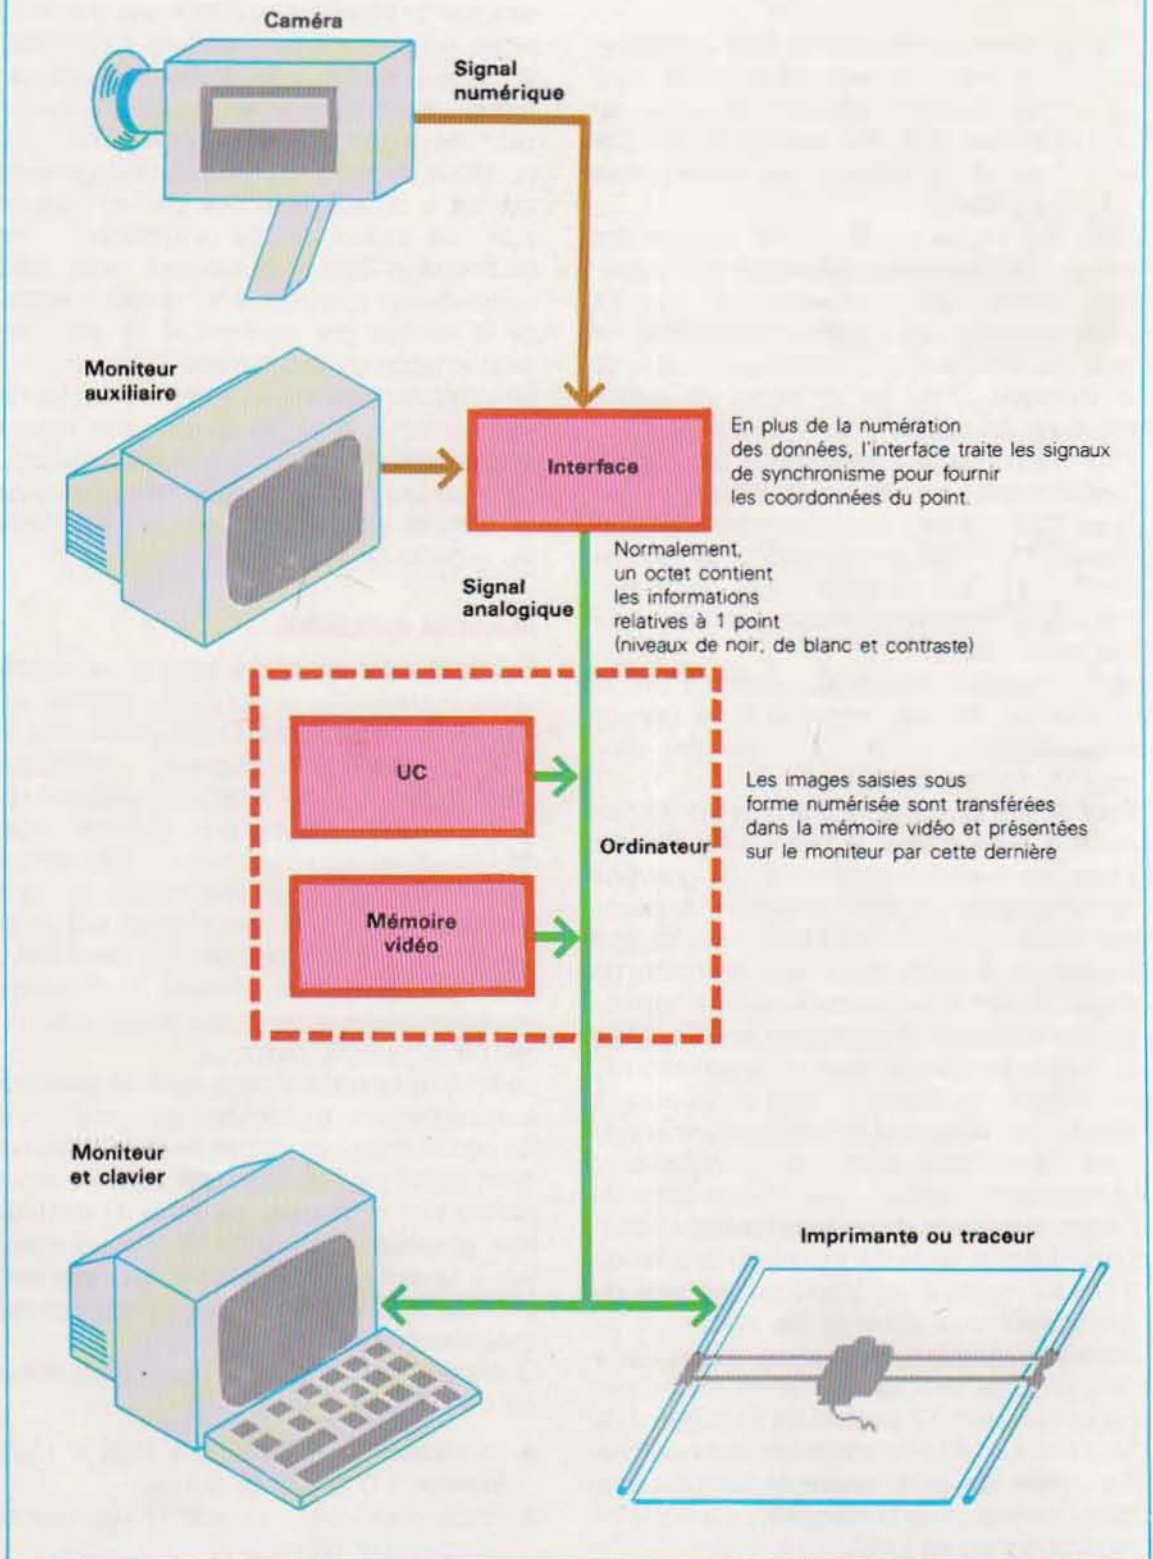 Caméra
Signal
numérique
Moniteur
auxiliaire
Interface
En plus de la numération
des données, l'interface traite les signaux
de synchronisme pour fournir
les coordonnées du point.
Normalement,
un octet contient
les informations
relatives à 1 point
(niveaux de noir, de blanc et contraste)
Signal
analogique
UC
Ordinateur
Mémoire
vidéo
Les images saisies sous
forme numérisée sont transférées
dans la mémoire vidéo et présentées
sur le moniteur par cette dernière
Moniteur
et clavier
Imprimante ou traceur